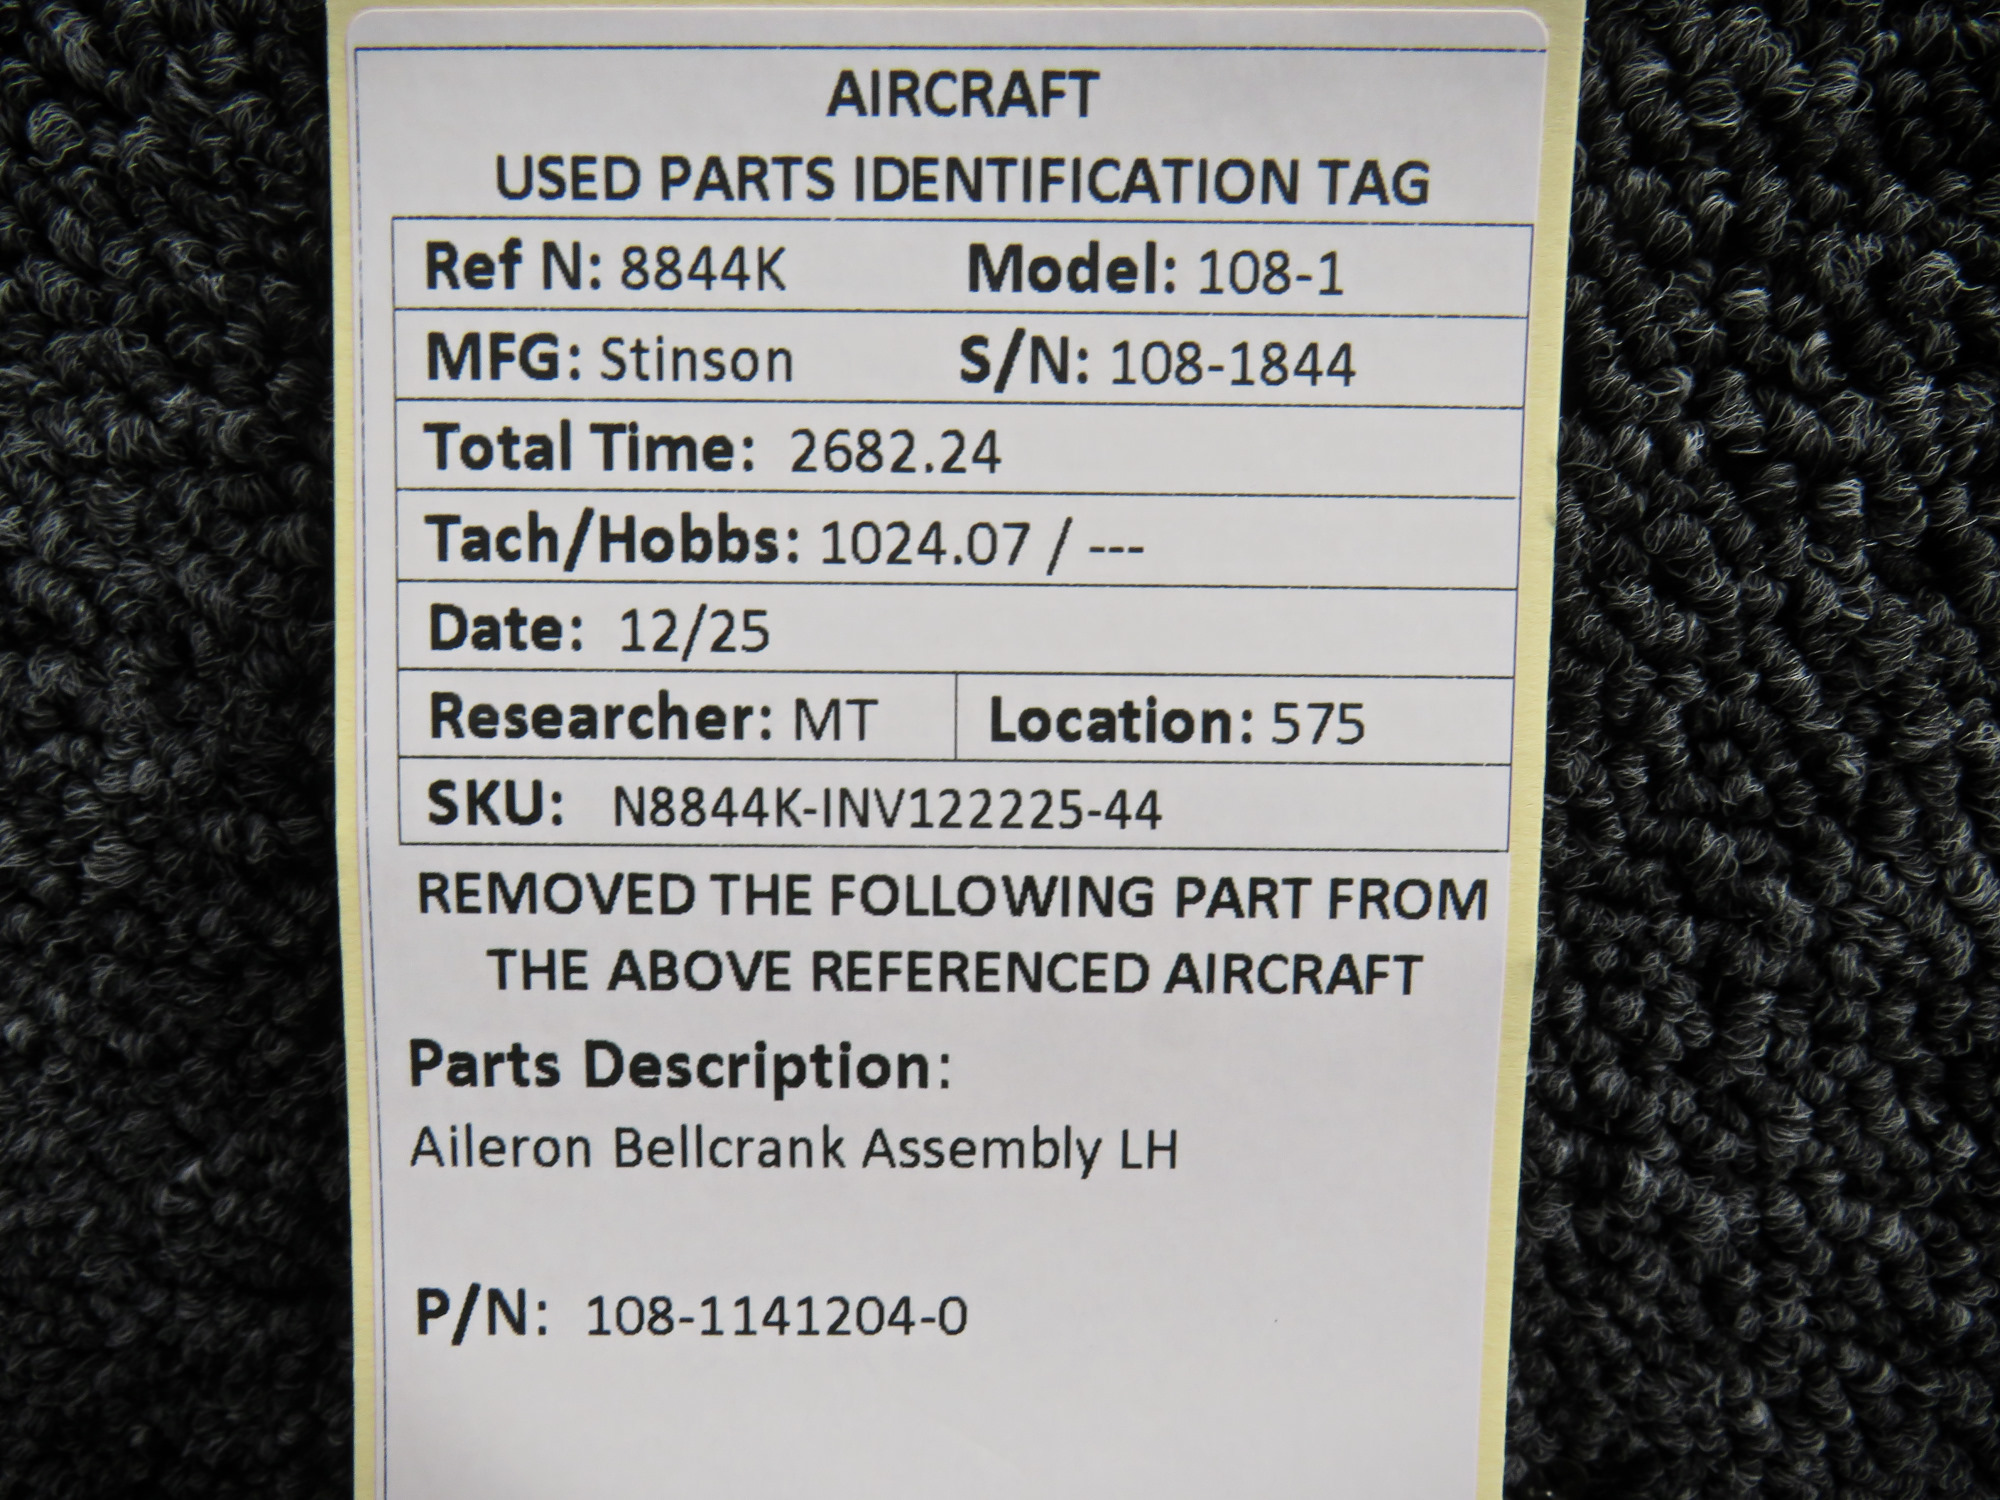 AIRCRAFT
USED PARTS IDENTIFICATION TAG
Ref N: 8844K Model: 108-1
MFG: Stinson S/N: 108-1844
Total Time: 2682.24
Tach/Hobbs: 1024.07 / ---
Date: 12/25
Researcher: MT Location: 575
SKU: N8844K-INV122225-44
REMOVED THE FOLLOWING PART FROM
THE ABOVE REFERENCED AIRCRAFT
Parts Description:
Aileron Bellcrank Assembly LH
P/N: 108-1141204-0